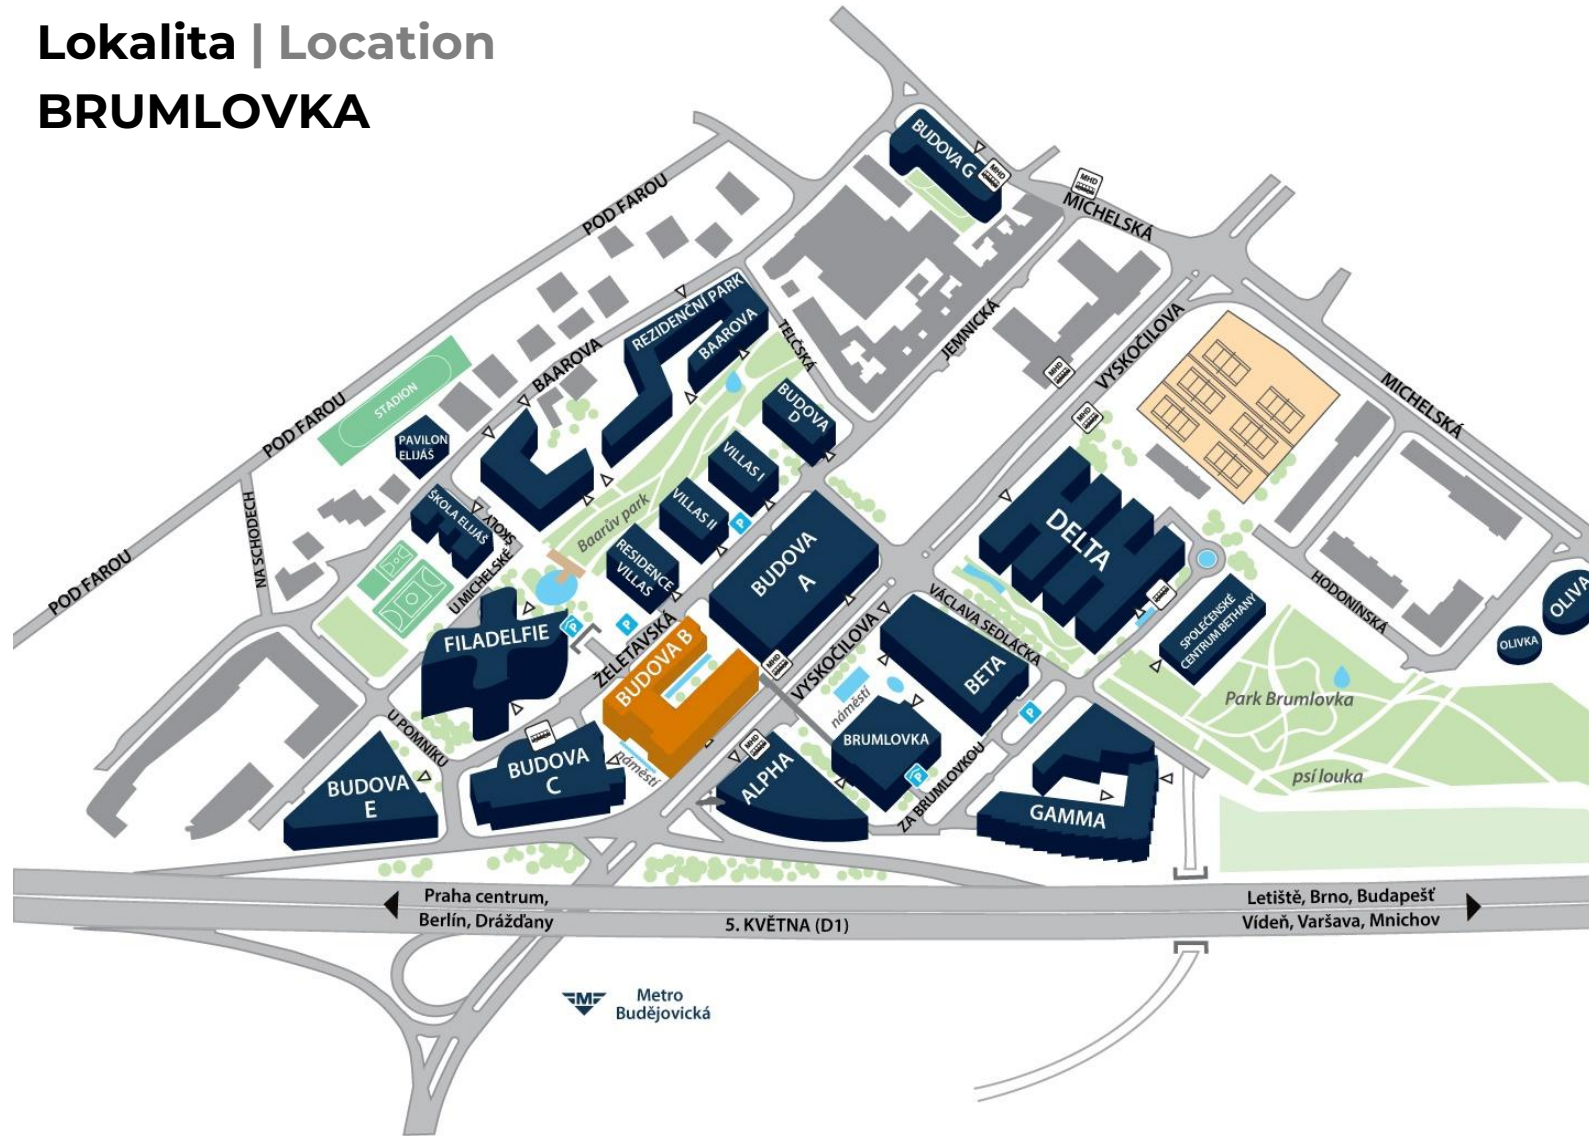 Lokalita | Location
BRUMLOVKA
BUDOVA G
MHD
MHD
MICHELSKÁ
POD FAROU
REZIDENČNÍ PARK
BAAROVA
TELČSKÁ
JEMNICKÁ
VYSKOČILOVA
MHD
MHD
MICHELSKÁ
BAAROVA
STADION
POD FAROU
PAVILON
ELIJÁŠ
BUDOVA
D
VILLAS I
VILLAS II
P
Baarův park
ŠKOLA ELIJÁŠ
U MICHELSKÉ
ŠKOLY
NA SCHODECH
POD FAROU
RESIDENCE
VILLAS
BUDOVA
A
DELTA
MHD
VÁCLAVA SEDLÁČKA
SPOLEČENSKÉ
CENTRUM BETHANY
HODONÍNSKÁ
OLIVA
OLIVKA
FILADELFIE
P
P
ŽELETAVSKÁ
BUDOVA B
MHD
VYSKOČILOVA
BETA
náměstí
BRUMLOVKA
P
P
Park Brumlovka
psí louka
U POMNÍKU
BUDOVA
E
BUDOVA
C
náměstí
MHD
ALPHA
ZA BRUMLOVKOU
GAMMA
Praha centrum,
Berlín, Drážďany
5. KVĚTNA (D1)
Letiště, Brno, Budapešť
Vídeň, Varšava, Mnichov
M
Metro
Budějovická